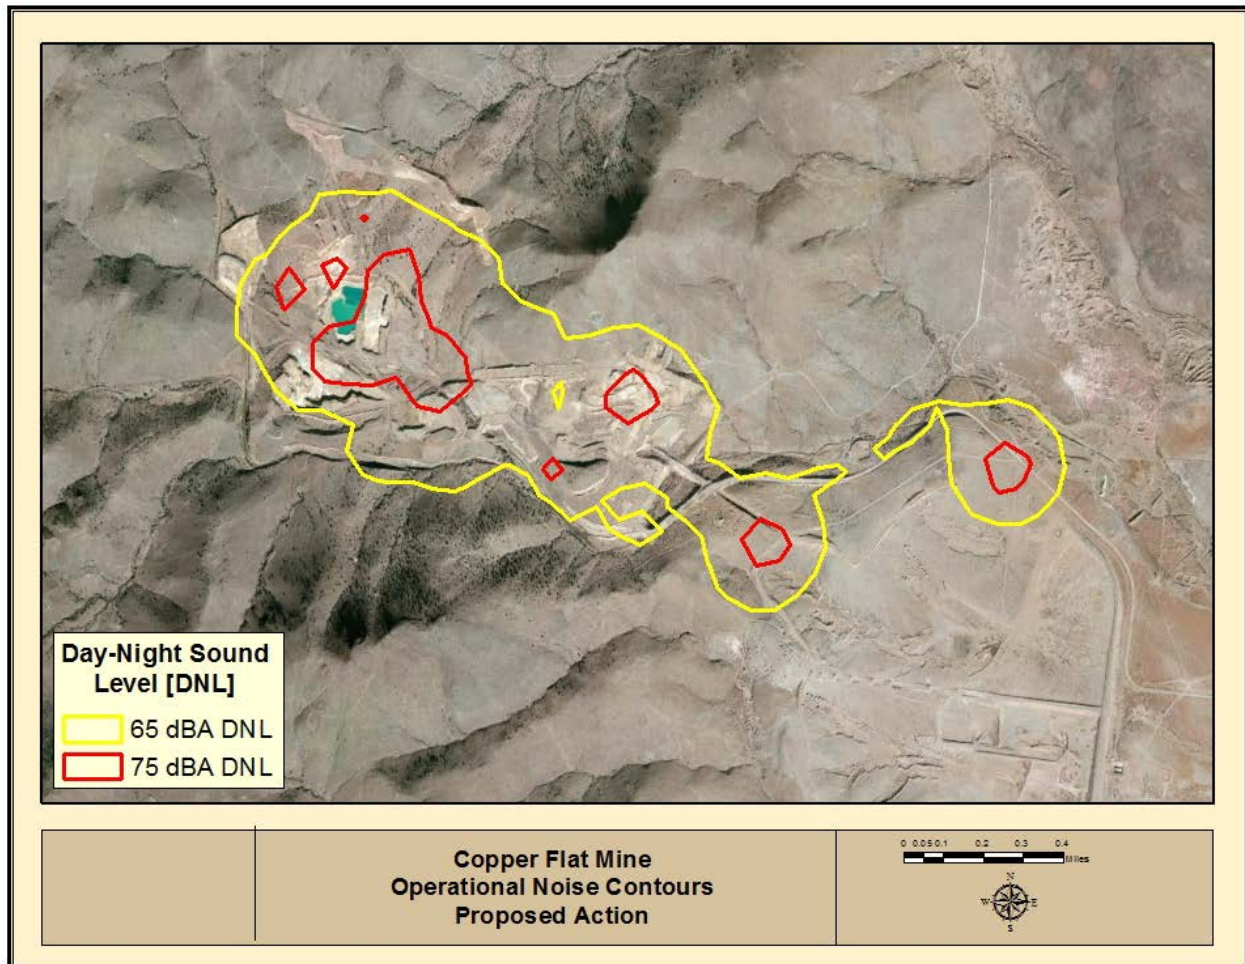 Day-Night Sound
Level [DNL]
65 dBA DNL
75 dBA DNL
Copper Flat Mine
Operational Noise Contours
Proposed Action
0 0.05 0.1 0.2 0.3 0.4
Miles
N
W E
S